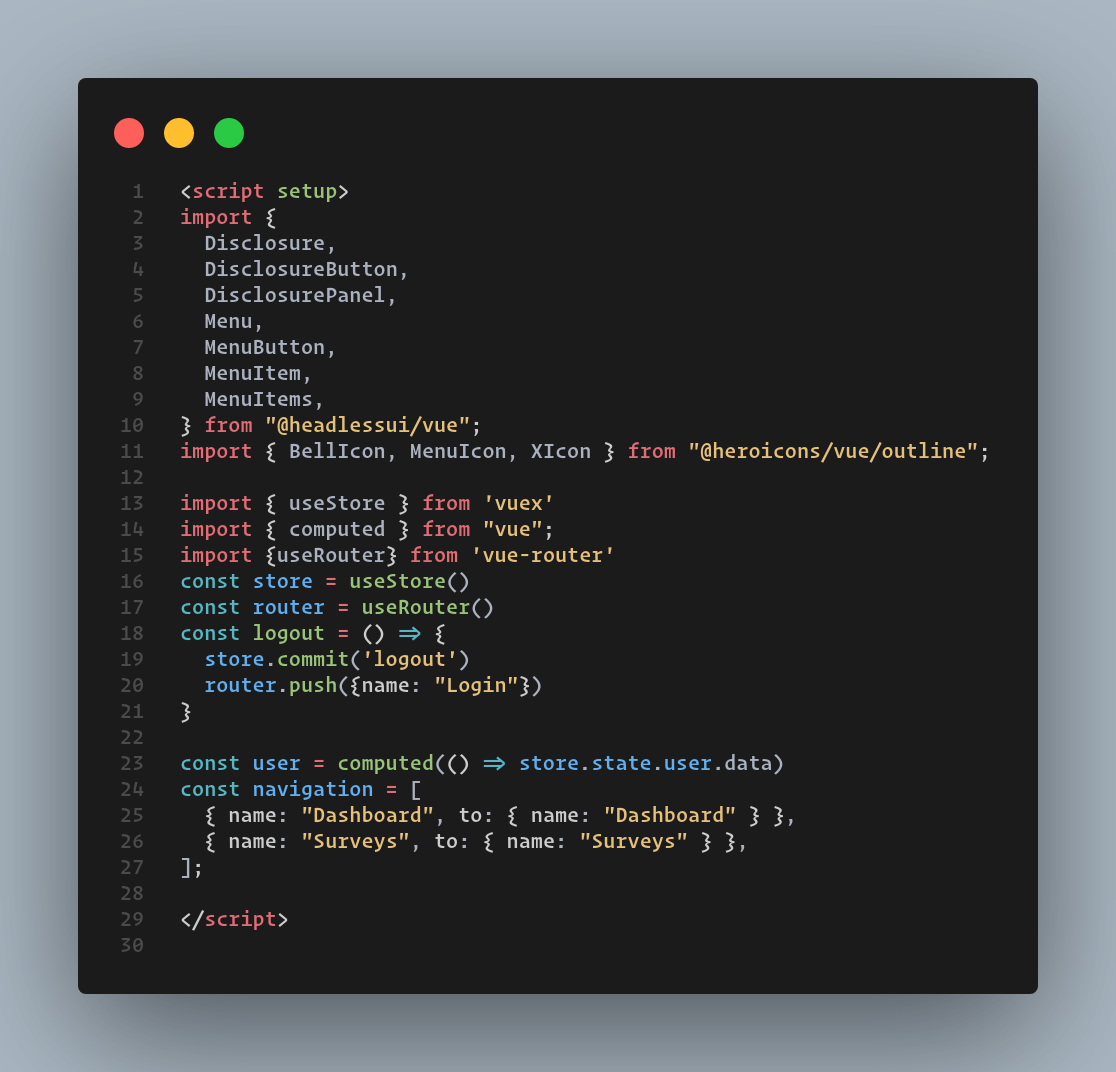 1 <script setup>
2 import {
3   Disclosure,
4   DisclosureButton,
5   DisclosurePanel,
6   Menu,
7   MenuButton,
8   MenuItem,
9   MenuItems,
10 } from "@headlessui/vue";
11 import { BellIcon, MenuIcon, XIcon } from "@heroicons/vue/outline";
12
13 import { useStore } from 'vuex'
14 import { computed } from "vue";
15 import {useRouter} from 'vue-router'
16 const store = useStore()
17 const router = useRouter()
18 const logout = () => {
19   store.commit('logout')
20   router.push({name: "Login"})
21 }
22
23 const user = computed(() => store.state.user.data)
24 const navigation = [
25   { name: "Dashboard", to: { name: "Dashboard" } },
26   { name: "Surveys", to: { name: "Surveys" } },
27 ];
28
29 </script>
30